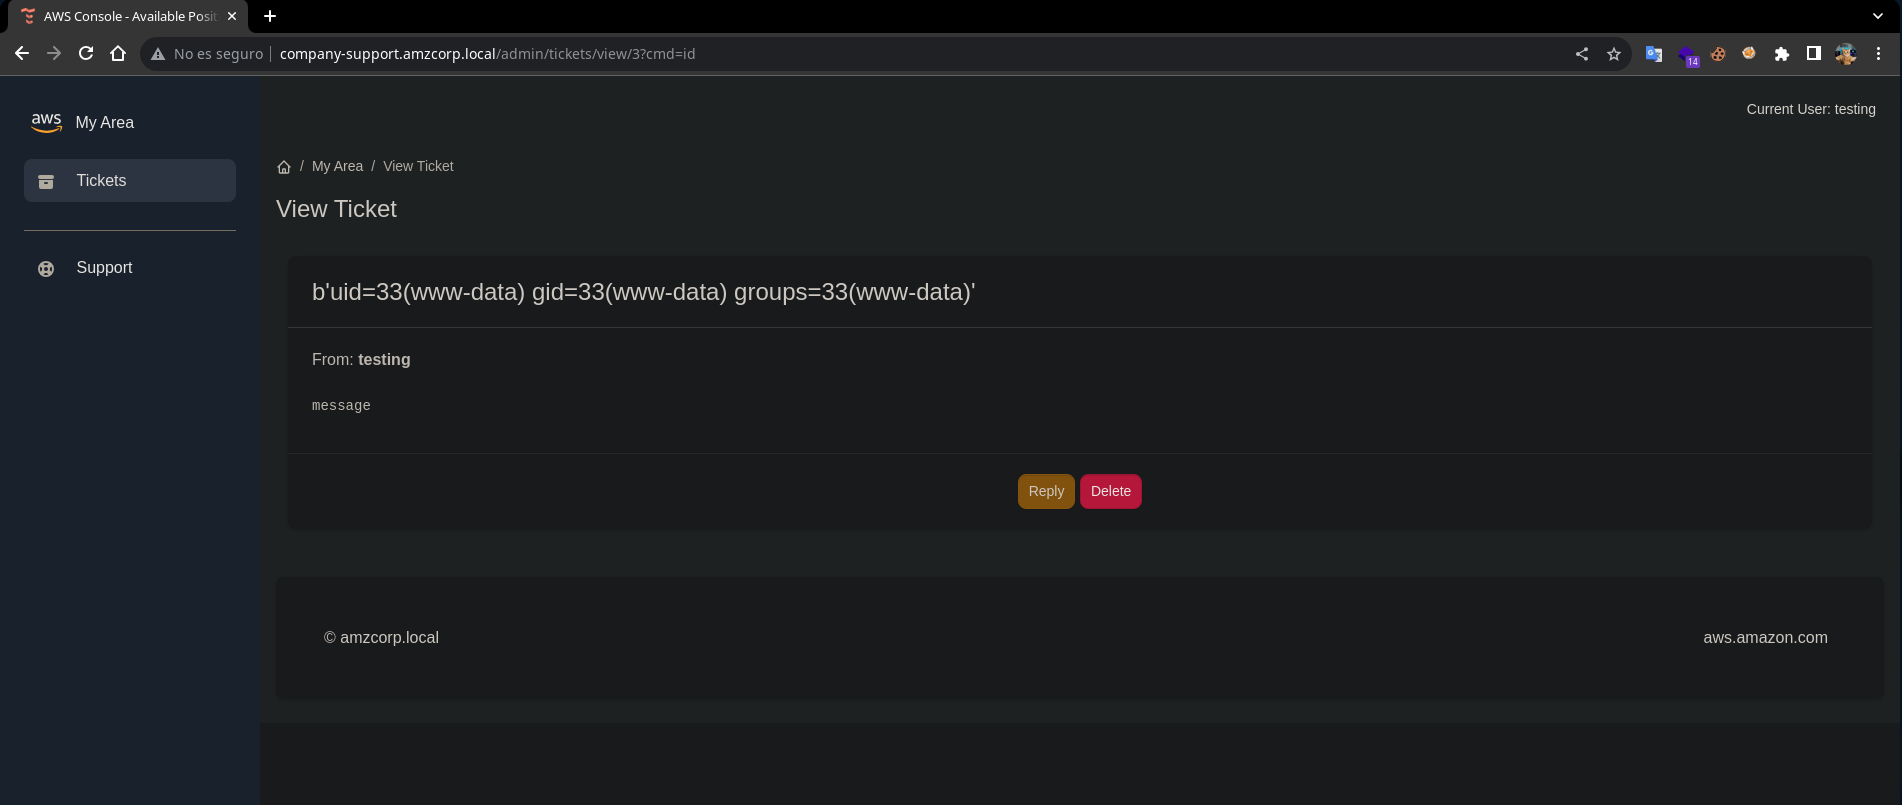 AWS Console - Available Posit
No es seguro company-support.amzcorp.local/admin/tickets/view/3?cmd=id
14
aws My Area
Current User: testing
Tickets
/ My Area / View Ticket
View Ticket
Support
b'uid=33(www-data) gid=33(www-data) groups=33(www-data)'
From: testing
message
Reply Delete
© amzcorp.local aws.amazon.com